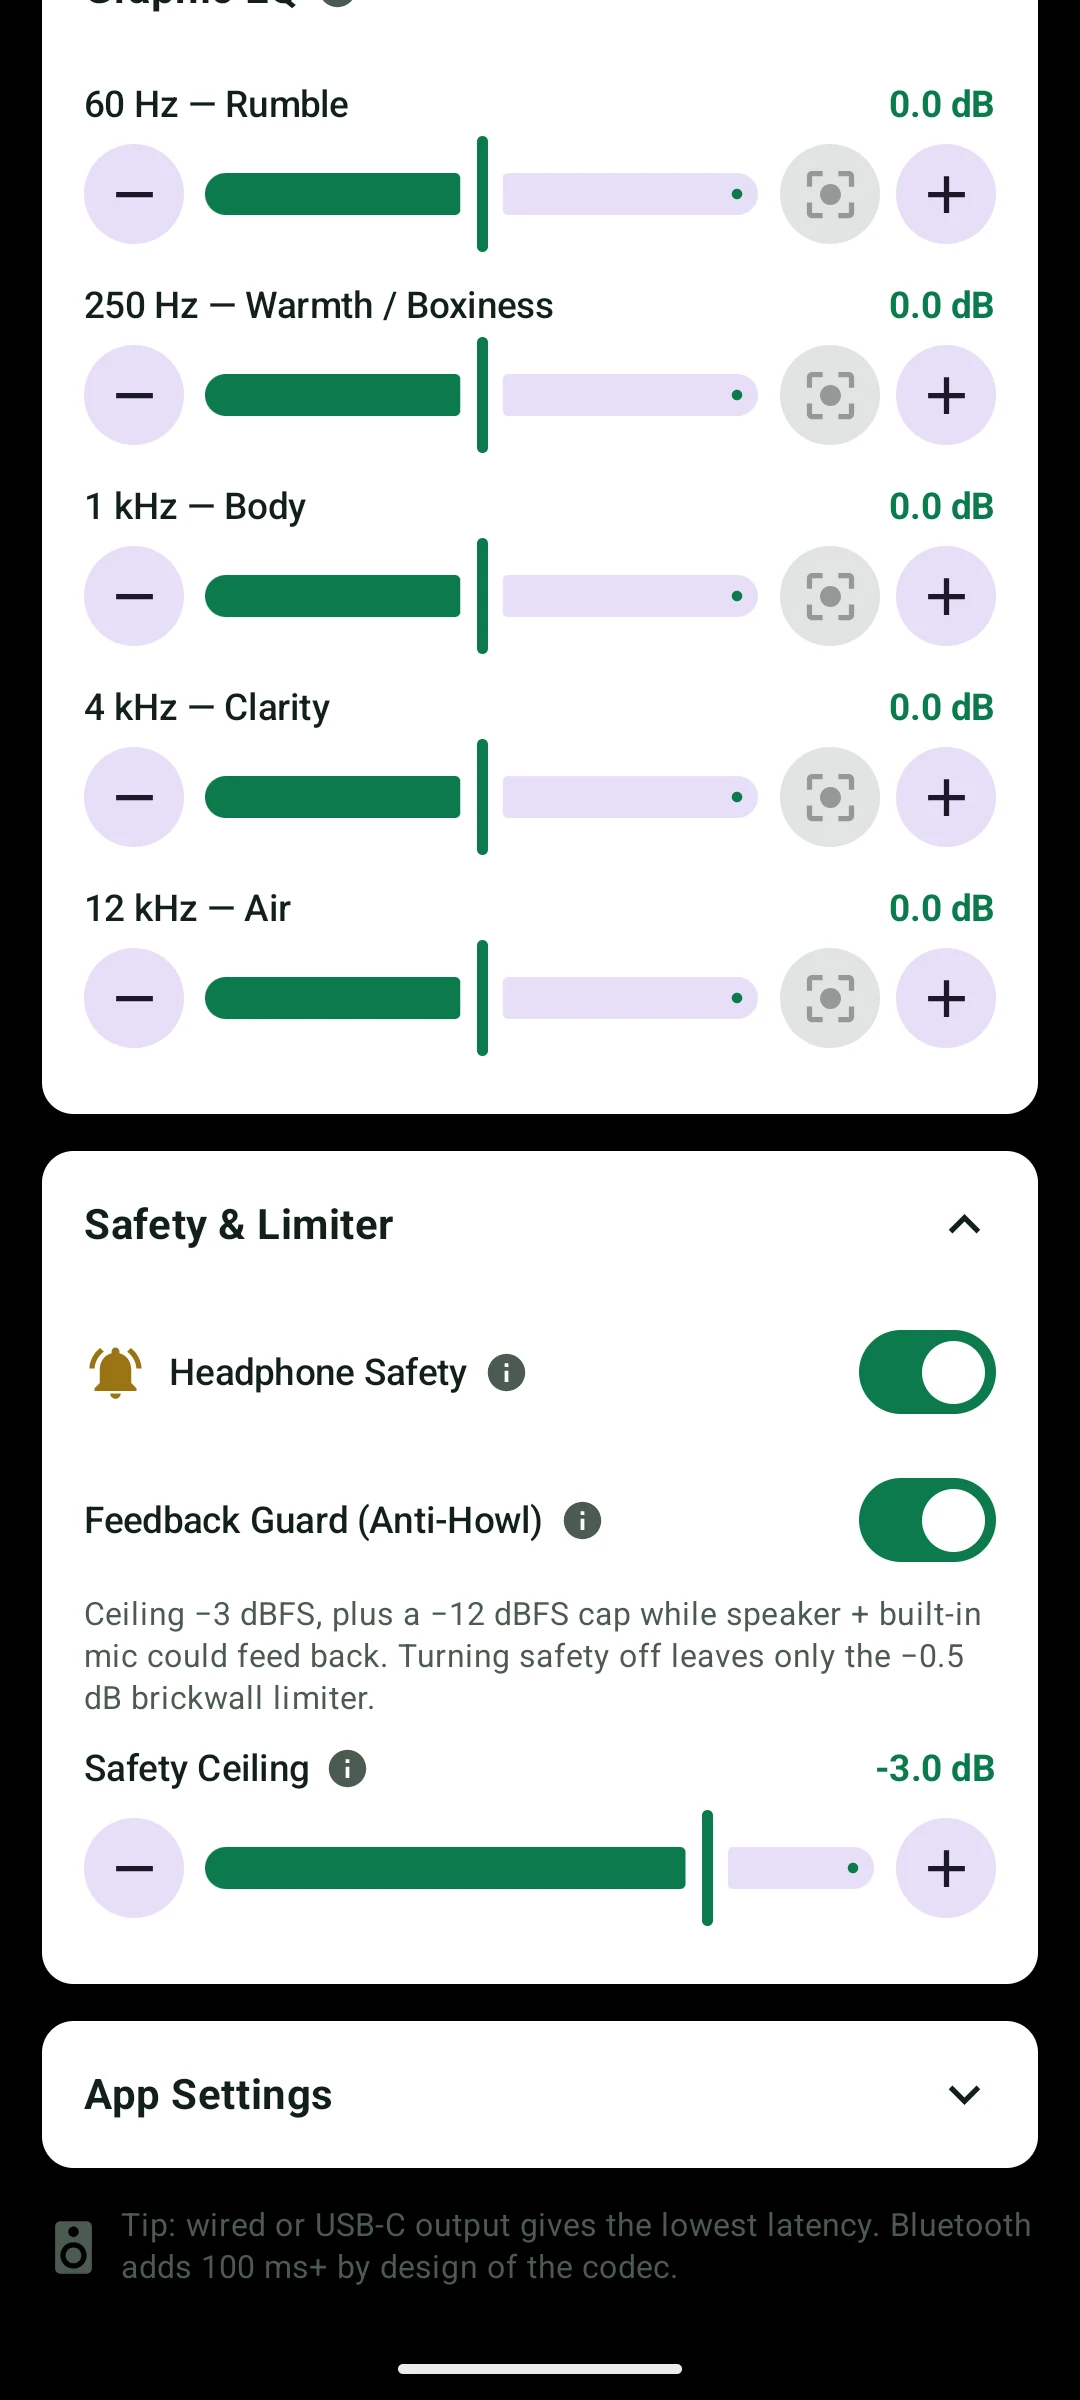 Graphic EQ
60 Hz — Rumble
0.0 dB
250 Hz — Warmth / Boxiness
0.0 dB
1 kHz — Body
0.0 dB
4 kHz — Clarity
0.0 dB
12 kHz — Air
0.0 dB
Safety & Limiter
Headphone Safety
Feedback Guard (Anti-Howl)
Ceiling −3 dBFS, plus a −12 dBFS cap while speaker + built-in
mic could feed back. Turning safety off leaves only the −0.5
dB brickwall limiter.
Safety Ceiling
-3.0 dB
App Settings
Tip: wired or USB-C output gives the lowest latency. Bluetooth
adds 100 ms+ by design of the codec.